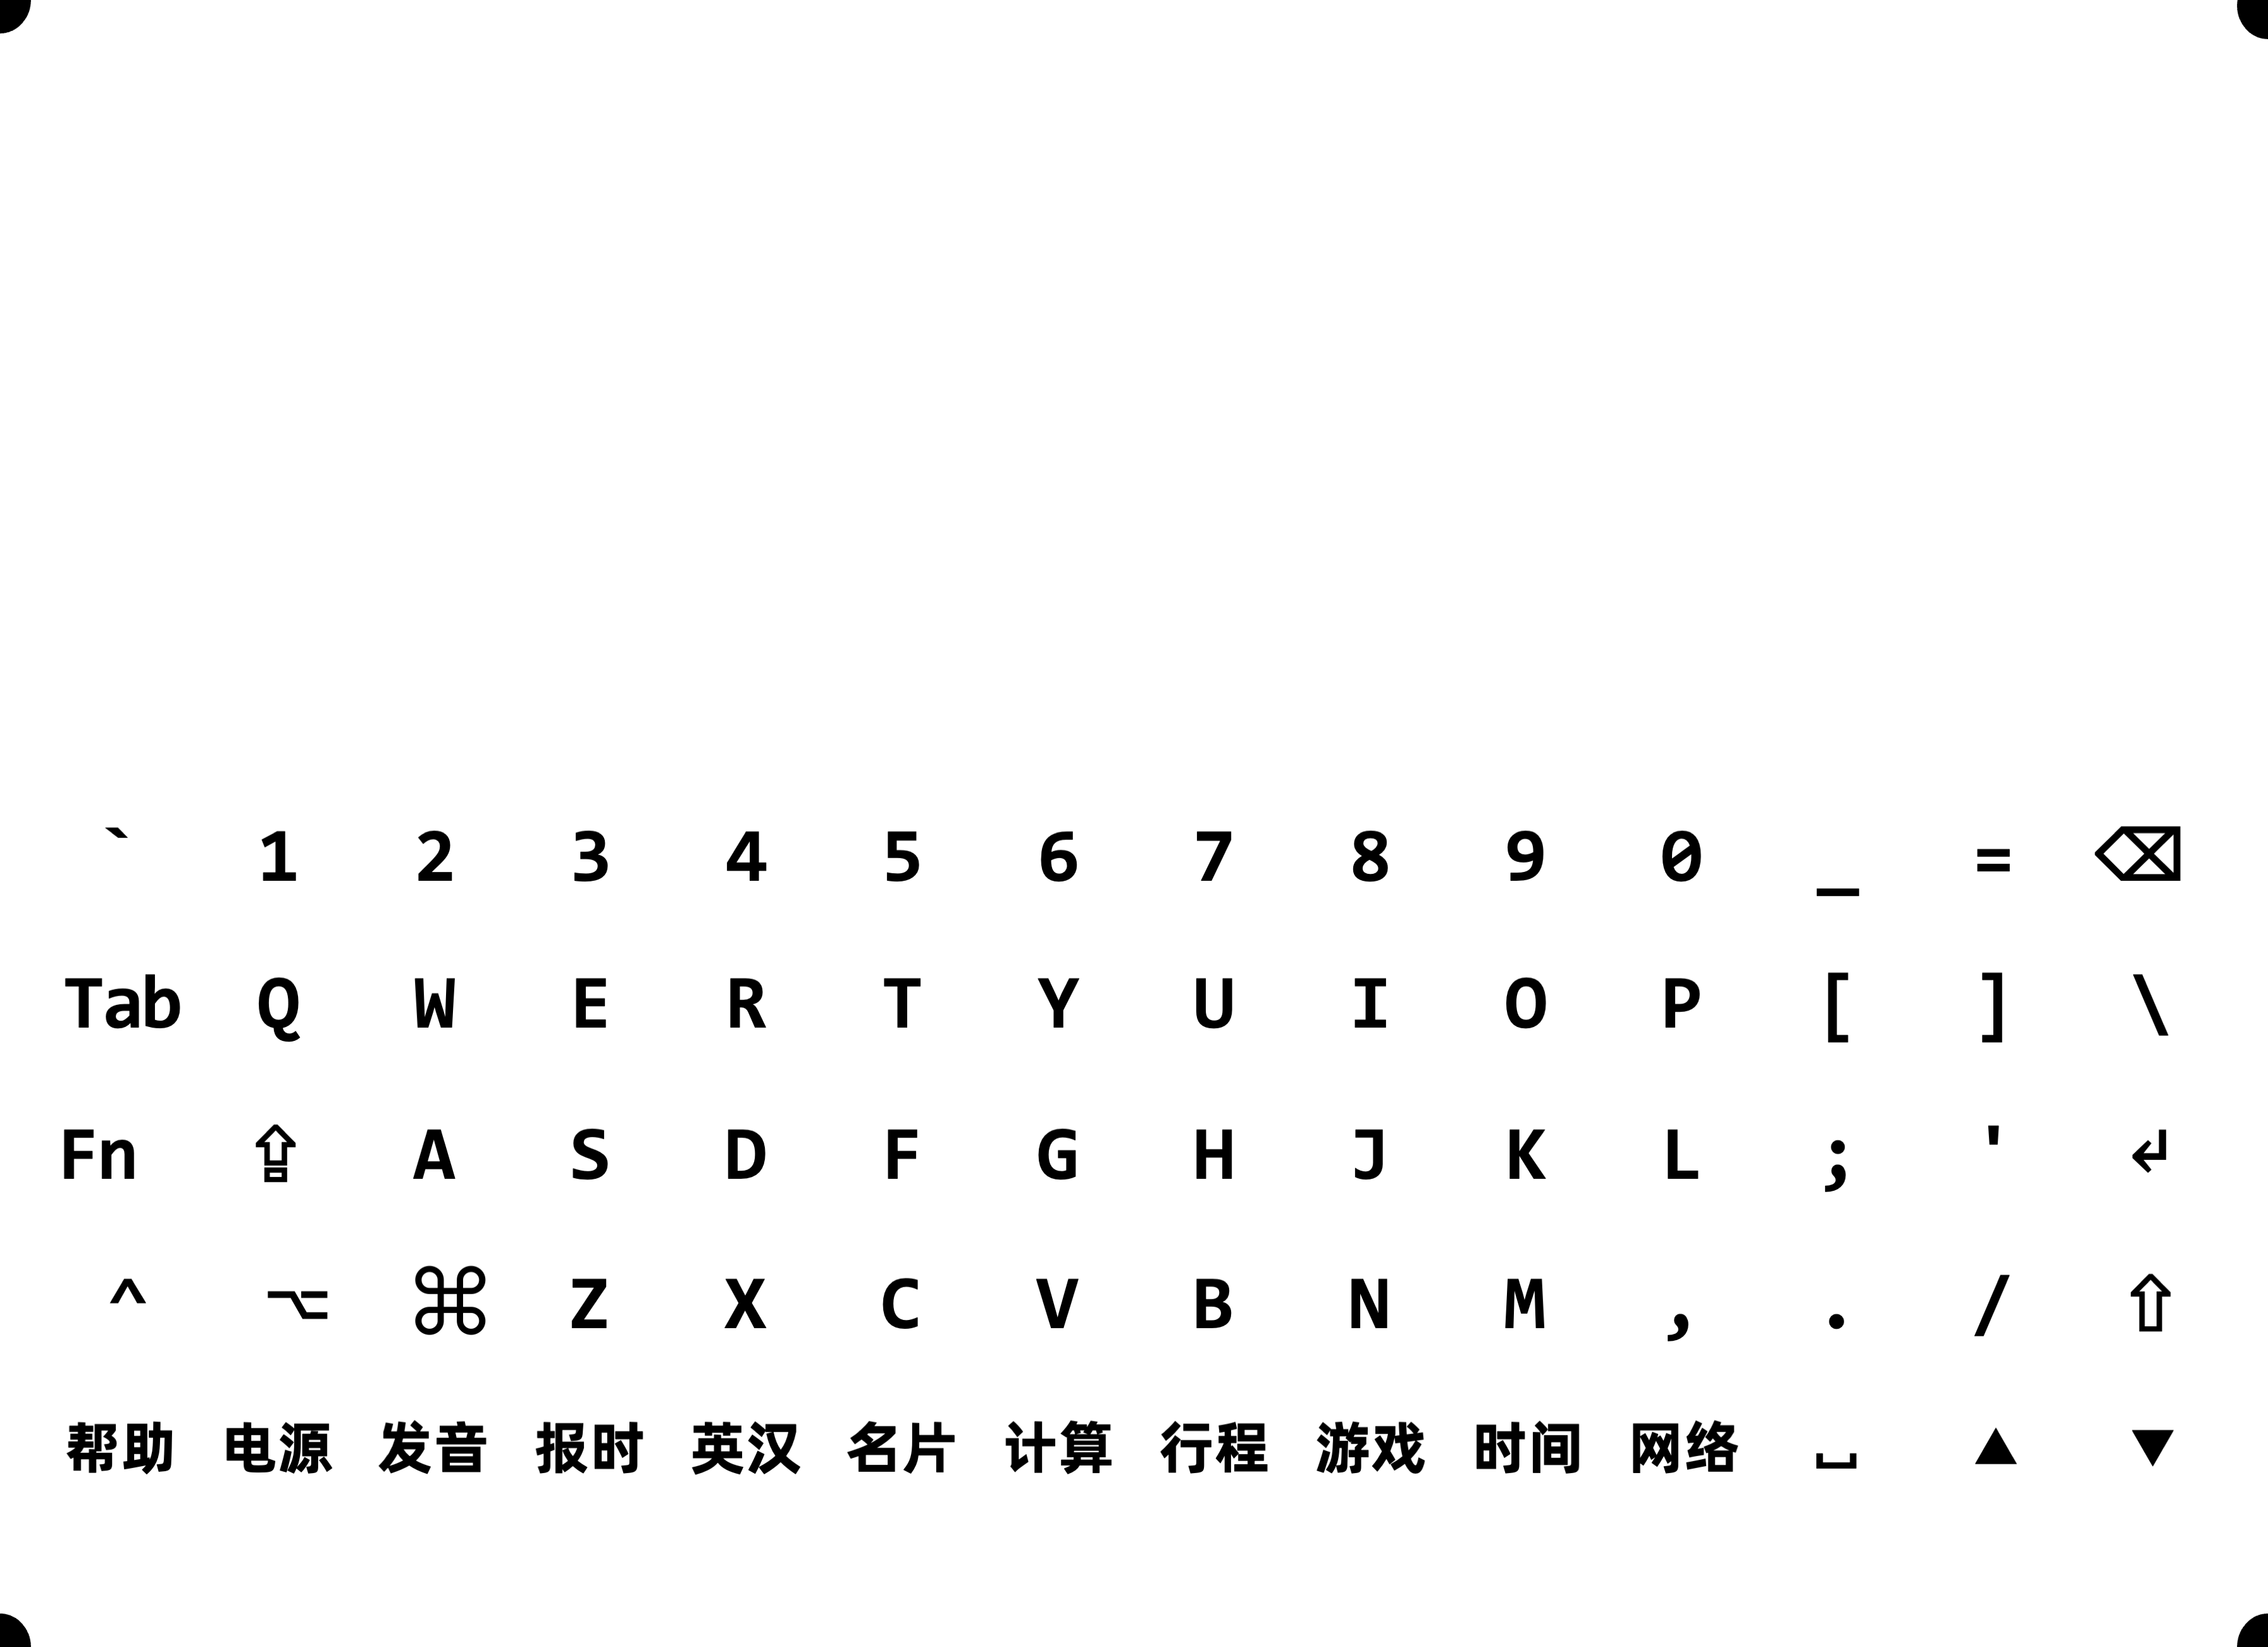 ` 1 2 3 4 5 6 7 8 9 0 _ = ⌫
Tab Q W E R T Y U I O P [ ] \
Fn ⇪ A S D F G H J K L ; ' ↲
^ ⌥ ⌘ Z X C V B N M , . / ⇧
帮助 电源 发音 报时 英汉 名片 计算 行程 游戏 时间 网络 ⎵ ▲ ▼